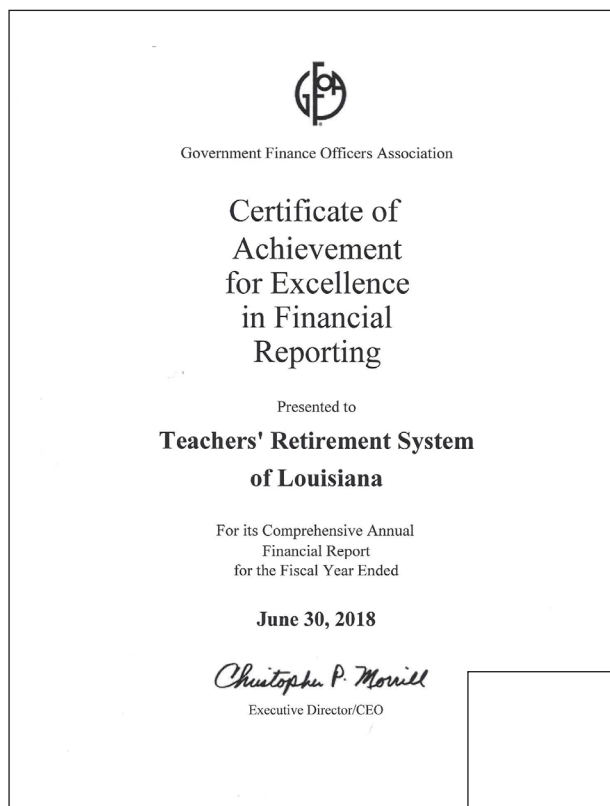 GFOA
Government Finance Officers Association
Certificate of
Achievement
for Excellence
in Financial
Reporting
Presented to
Teachers' Retirement System
of Louisiana
For its Comprehensive Annual
Financial Report
for the Fiscal Year Ended
June 30, 2018
Christopher P. Morrill
Executive Director/CEO